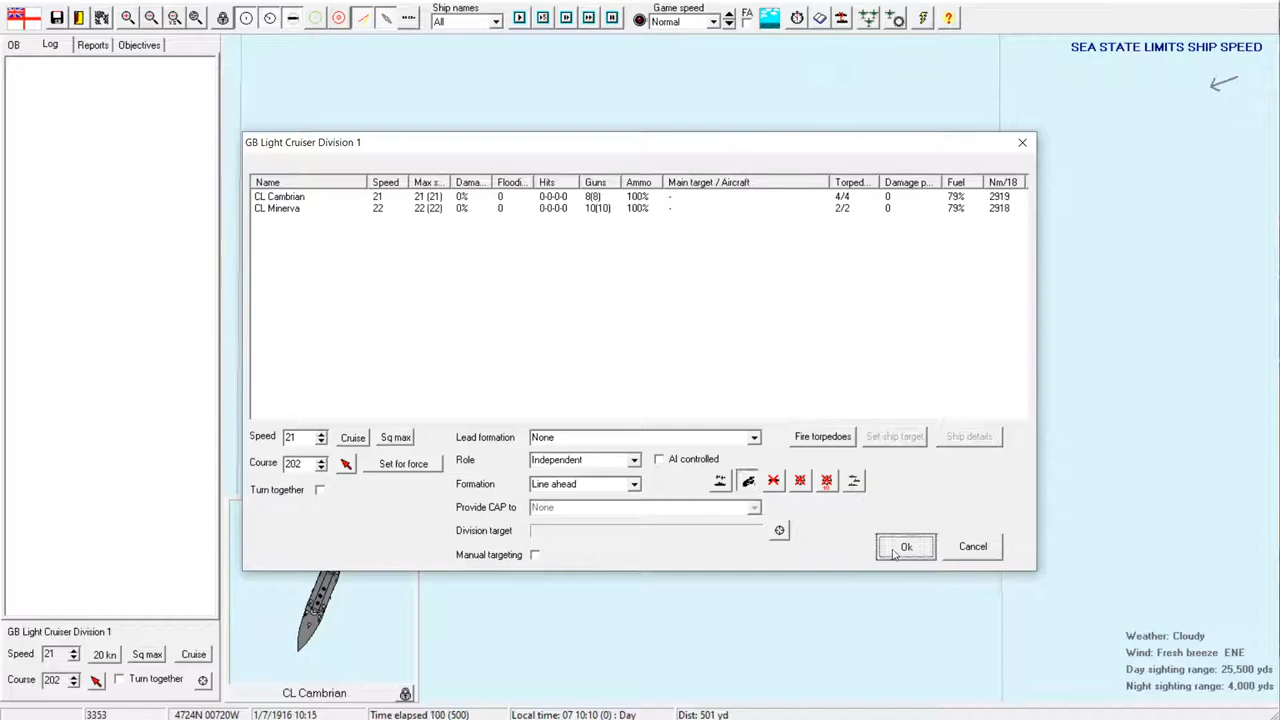 Ship names
All
Game speed
Normal
FA
OB Log Reports Objectives
SEA STATE LIMITS SHIP SPEED
GB Light Cruiser Division 1
Name Speed Max s... Dama... Floodi... Hits Guns Ammo Main target / Aircraft Torped... Damage p... Fuel Nm/18
CL Cambrian 21 21 (21) 0% 0 0-0-0-0 8(8) 100% - 4/4 0 79% 2919
CL Minerva 22 22 (22) 0% 0 0-0-0-0 10(10) 100% - 2/2 0 79% 2918
Speed 21 Cruise Sq max Lead formation None Fire torpedoes Set ship target Ship details
Course 202 Set for force Role Independent AI controlled
Turn together Formation Line ahead
Provide CAP to None
Division target
Manual targeting
Ok Cancel
GB Light Cruiser Division 1
Speed 21 20 kn Sq max Cruise
Course 202 Turn together
CL Cambrian
Weather: Cloudy
Wind: Fresh breeze ENE
Day sighting range: 25,500 yds
Night sighting range: 4,000 yds
3353 4724N 00720W 1/7/1916 10:15 Time elapsed 100 (500) Local time: 07 10:10 (0) : Day Dist: 501 yd